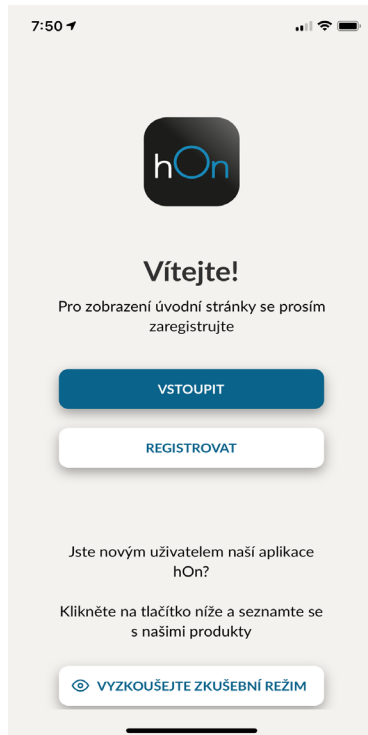 7:50
hOn
Vítejte!
Pro zobrazení úvodní stránky se prosím
zaregistrujte
VSTOUPIT
REGISTROVAT
Jste novým uživatelem naší aplikace
hOn?
Klikněte na tlačítko níže a seznamte se
s našimi produkty
VYZKOUŠEJTE ZKUŠEBNÍ REŽIM